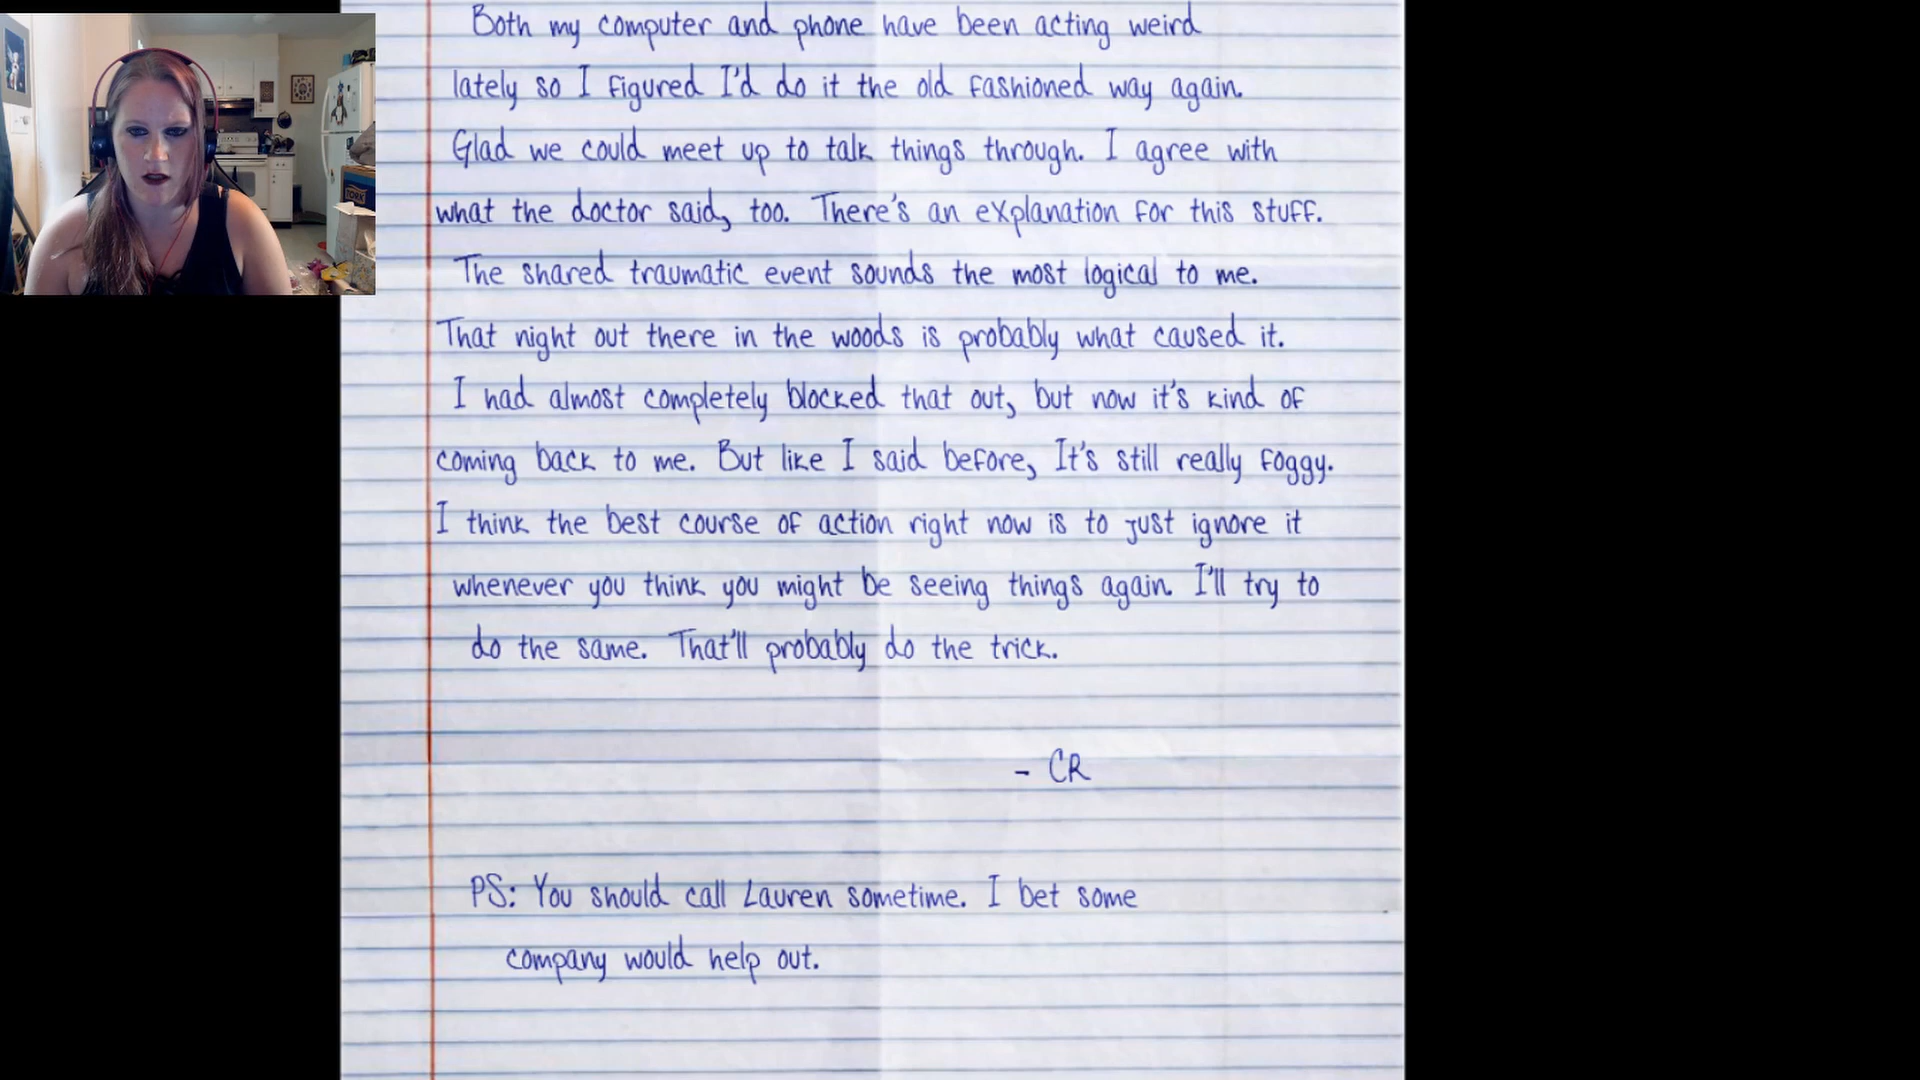 Both my computer and phone have been acting weird
lately so I figured I'd do it the old fashioned way again.
Glad we could meet up to talk things through. I agree with
what the doctor said, too. There's an explanation for this stuff.
The shared traumatic event sounds the most logical to me.
That night out there in the woods is probably what caused it.
I had almost completely blocked that out, but now it's kind of
coming back to me. But like I said before, It's still really foggy.
I think the best course of action right now is to just ignore it
whenever you think you might be seeing things again. I'll try to
do the same. That'll probably do the trick.
- CR
PS: You should call Lauren sometime. I bet some
company would help out.